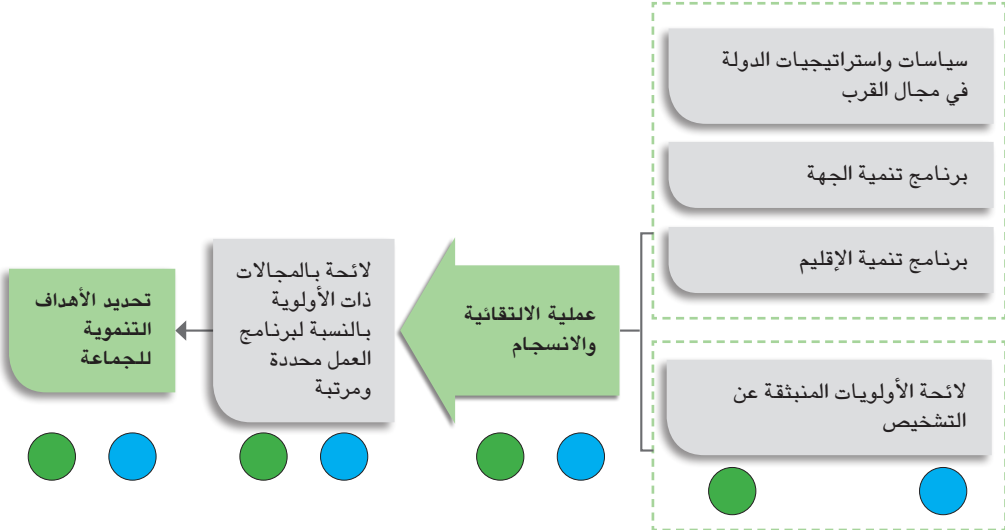 سياسات واستراتيجيات الدولة
في مجال القرب
برنامج تنمية الجهة
برنامج تنمية الإقليم
لائحة الأولويات المنبثقة عن
التشخيص
عملية الالتقائية
والانسجام
لائحة بالمجالات
ذات الأولوية
بالنسبة لبرنامج
العمل محددة
ومرتبة
تحديد الأهداف
التنموية
للجماعة